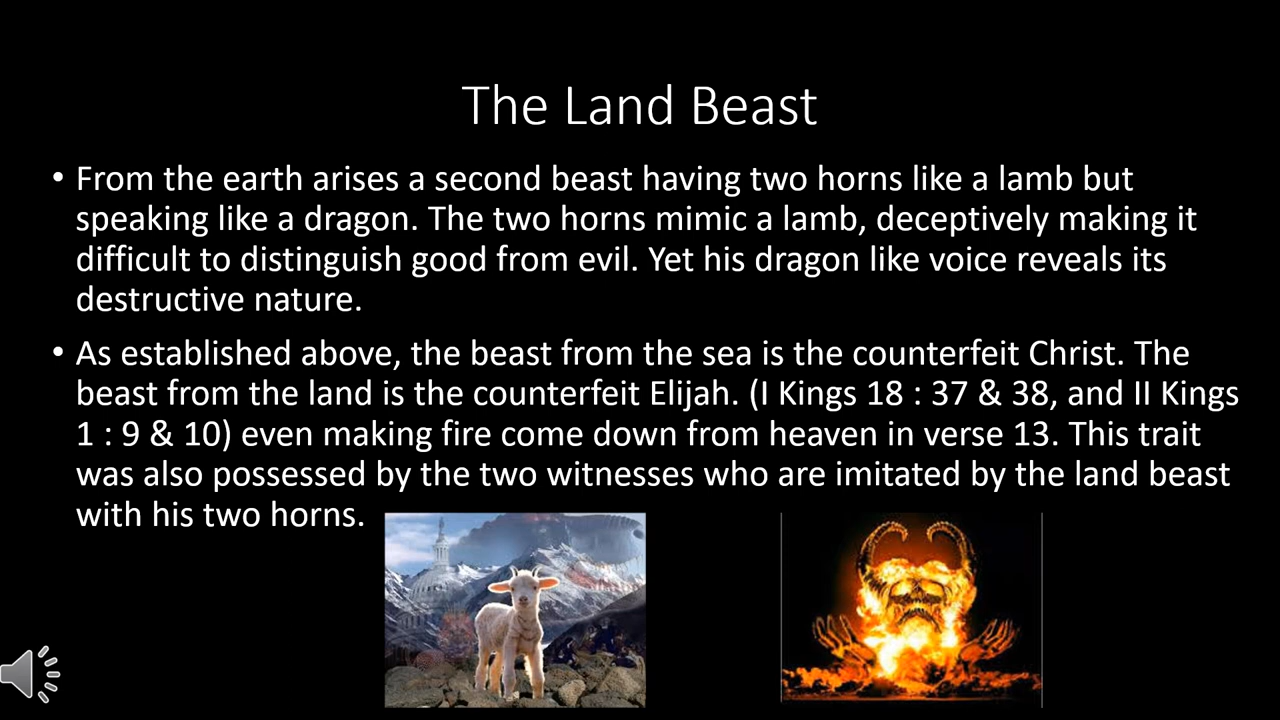 The Land Beast
• From the earth arises a second beast having two horns like a lamb but
speaking like a dragon. The two horns mimic a lamb, deceptively making it
difficult to distinguish good from evil. Yet his dragon like voice reveals its
destructive nature.
• As established above, the beast from the sea is the counterfeit Christ. The
beast from the land is the counterfeit Elijah. (I Kings 18 : 37 & 38, and II Kings
1 : 9 & 10) even making fire come down from heaven in verse 13. This trait
was also possessed by the two witnesses who are imitated by the land beast
with his two horns.